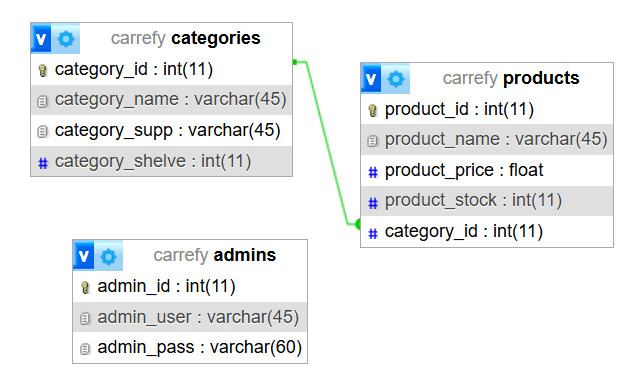 v carrefy categories
category_id : int(11)
category_name : varchar(45)
category_supp : varchar(45)
# category_shelve : int(11)
v carrefy products
product_id : int(11)
product_name : varchar(45)
# product_price : float
# product_stock : int(11)
# category_id : int(11)
v carrefy admins
admin_id : int(11)
admin_user : varchar(45)
admin_pass : varchar(60)